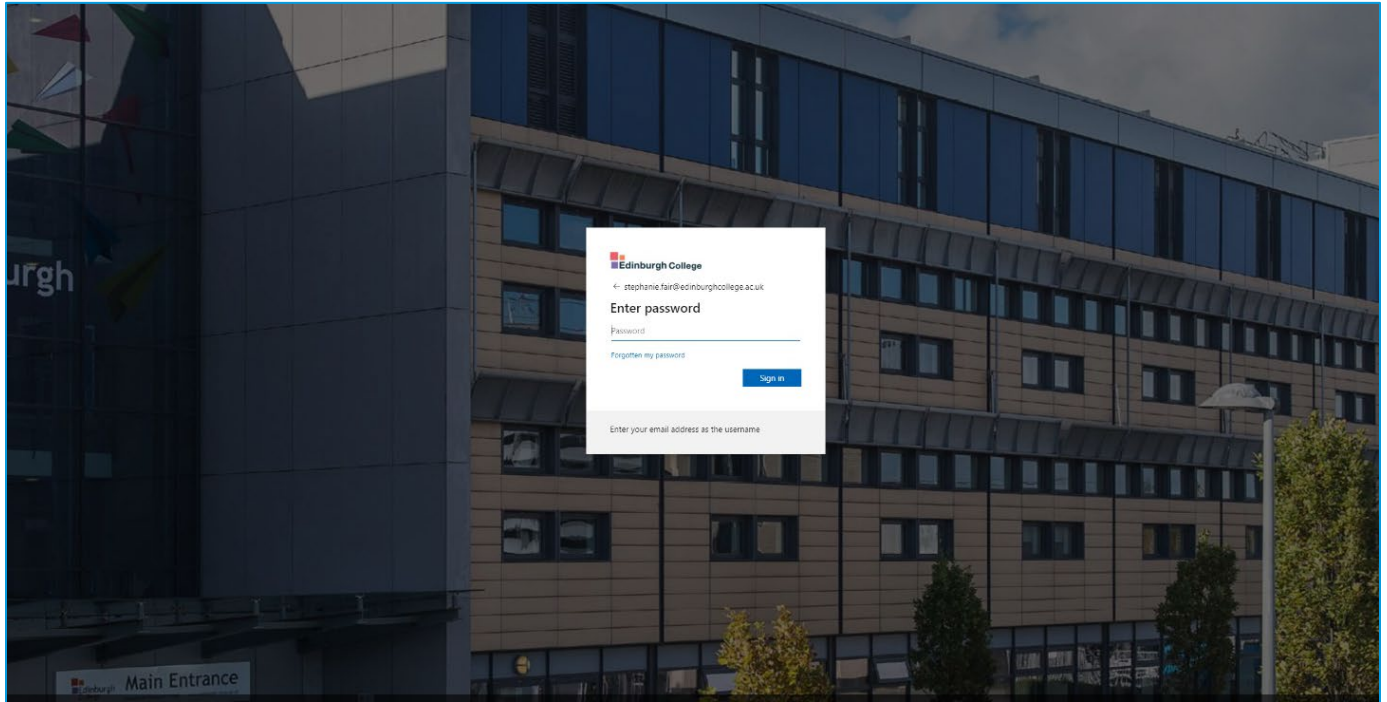 urgh
Edinburgh College
← stephanie.fair@edinburghcollege.ac.uk
Enter password
Password
Forgotten my password
Sign in
Enter your email address as the username
Edinburgh
Main Entrance